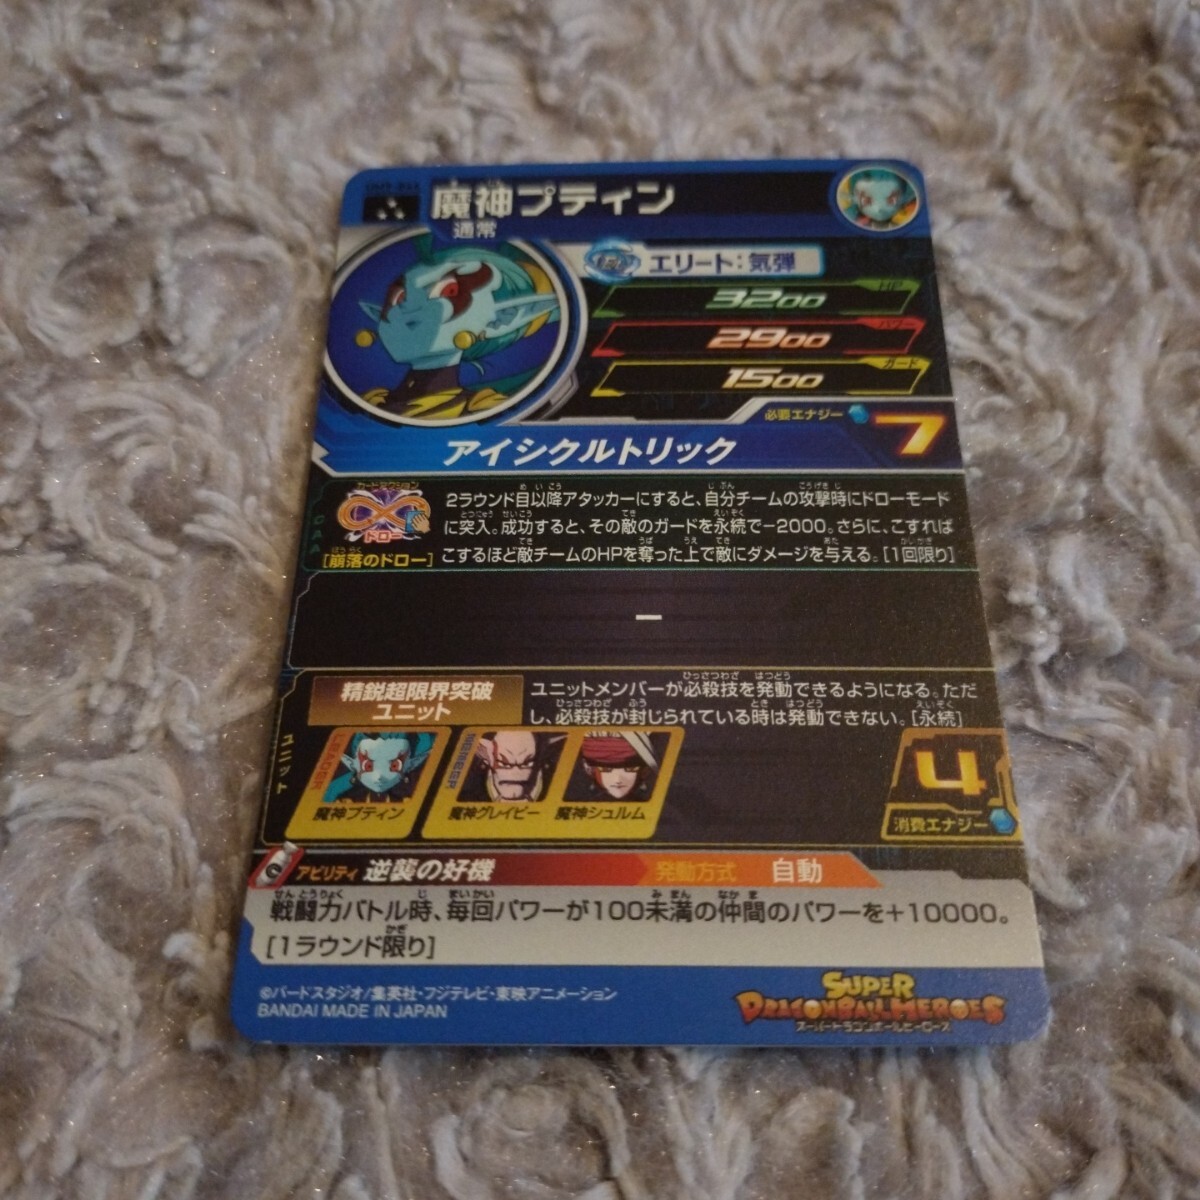 魔神プティン
通常
エリート:気弾
HP
3200
パワー
2900
ガード
1500
必要エナジー
7
アイシクルトリック
カードアクション
ドロー
[崩落のドロー]
CAA
2ラウンド目以降アタッカーにすると、自分チームの攻撃時にドローモード
に突入。成功すると、その敵のガードを永続で−2000。さらに、こすれば
こするほど敵チームのHPを奪った上で敵にダメージを与える。[1回限り]
ー
ユニット
精鋭超限界突破
ユニット
ユニットメンバーが必殺技を発動できるようになる。ただ
し、必殺技が封じられている時は発動できない。[永続]
LEADER
MEMBER
魔神プティン
魔神グレイビー
魔神シュルム
4
消費エナジー
アビリティ 逆襲の好機
発動方式 自動
戦闘力バトル時、毎回パワーが100未満の仲間のパワーを+10000。
[1ラウンド限り]
©バードスタジオ/集英社・フジテレビ・東映アニメーション
BANDAI MADE IN JAPAN
SUPER
DRAGONBALL HEROES
スーパードラゴンボールヒーローズ